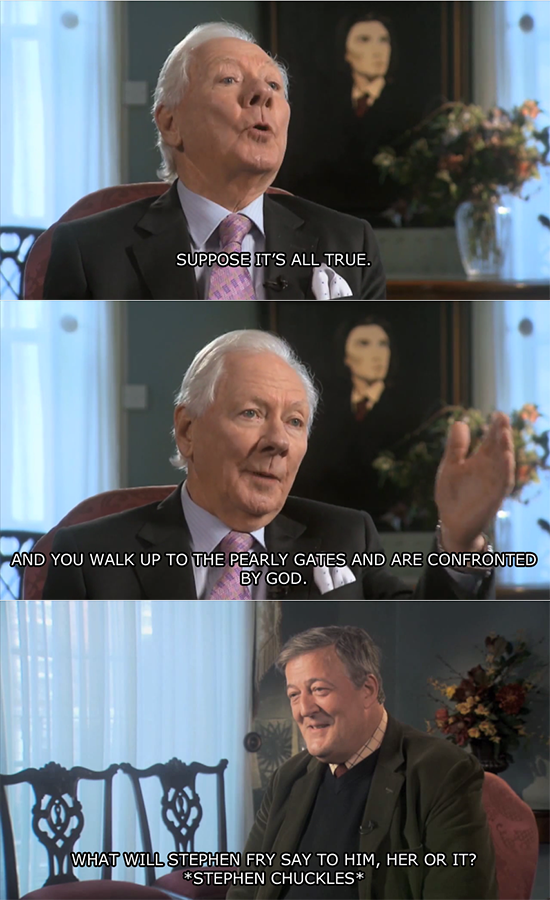 SUPPOSE IT'S ALL TRUE.
AND YOU WALK UP TO THE PEARLY GATES AND ARE CONFRONTED
BY GOD.
WHAT WILL STEPHEN FRY SAY TO HIM, HER OR IT?
*STEPHEN CHUCKLES*